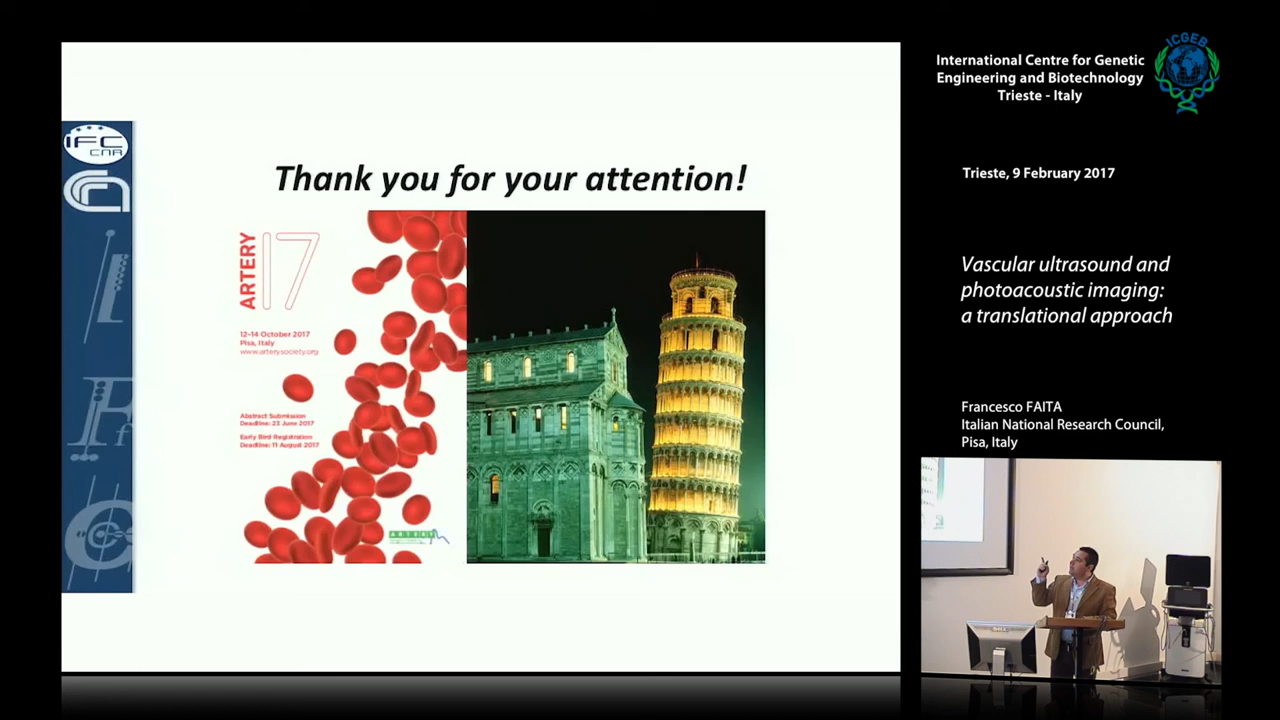 IFC
CNR
Thank you for your attention!
ARTERY
17
12-14 October 2017
Pisa, Italy
www.arterysociety.org
Abstract Submission
Deadline: 23 June 2017
Early Bird Registration
Deadline: 11 August 2017
ARTERY
International Centre for Genetic
Engineering and Biotechnology
Trieste - Italy
ICGEB
Trieste, 9 February 2017
Vascular ultrasound and
photoacoustic imaging:
a translational approach
Francesco FAITA
Italian National Research Council,
Pisa, Italy
DELL